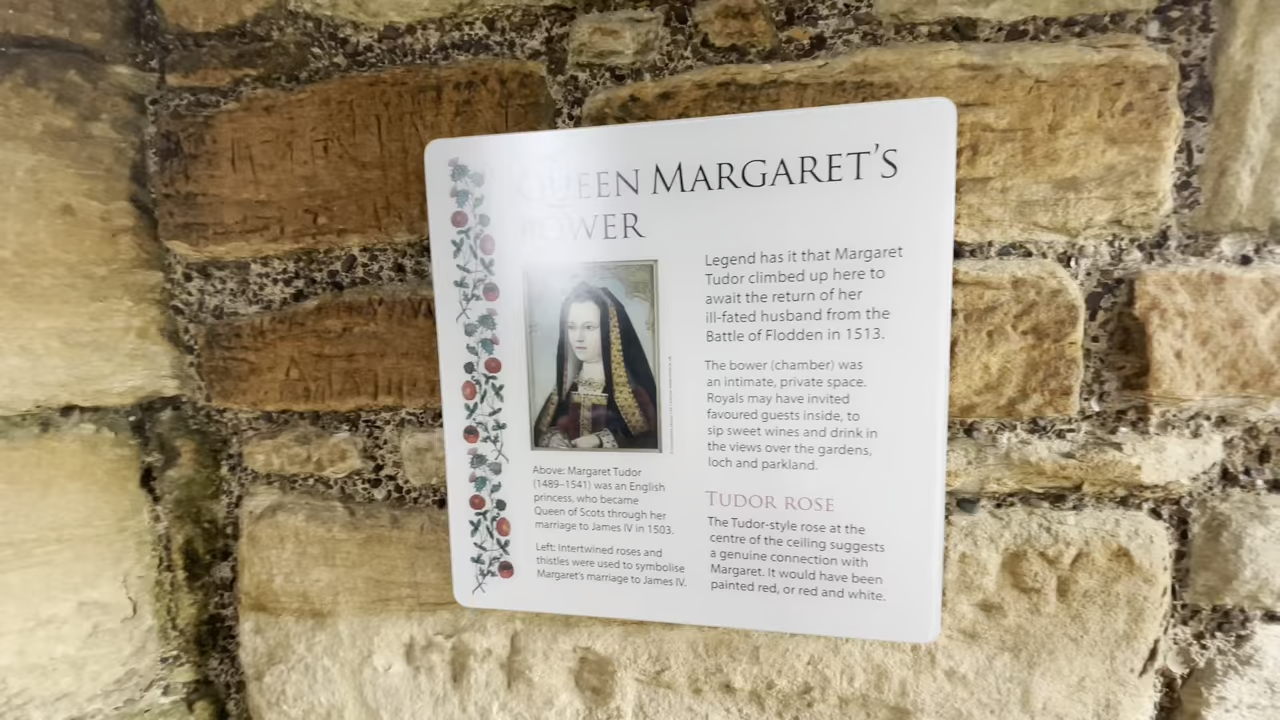 QUEEN MARGARET'S
BOWER
Legend has it that Margaret
Tudor climbed up here to
await the return of her
ill-fated husband from the
Battle of Flodden in 1513.
The bower (chamber) was
an intimate, private space.
Royals may have invited
favoured guests inside, to
sip sweet wines and drink in
the views over the gardens,
loch and parkland.
Above: Margaret Tudor
(1489–1541) was an English
princess, who became
Queen of Scots through her
marriage to James IV in 1503.
Left: Intertwined roses and
thistles were used to symbolise
Margaret's marriage to James IV.
TUDOR ROSE
The Tudor-style rose at the
centre of the ceiling suggests
a genuine connection with
Margaret. It would have been
painted red, or red and white.